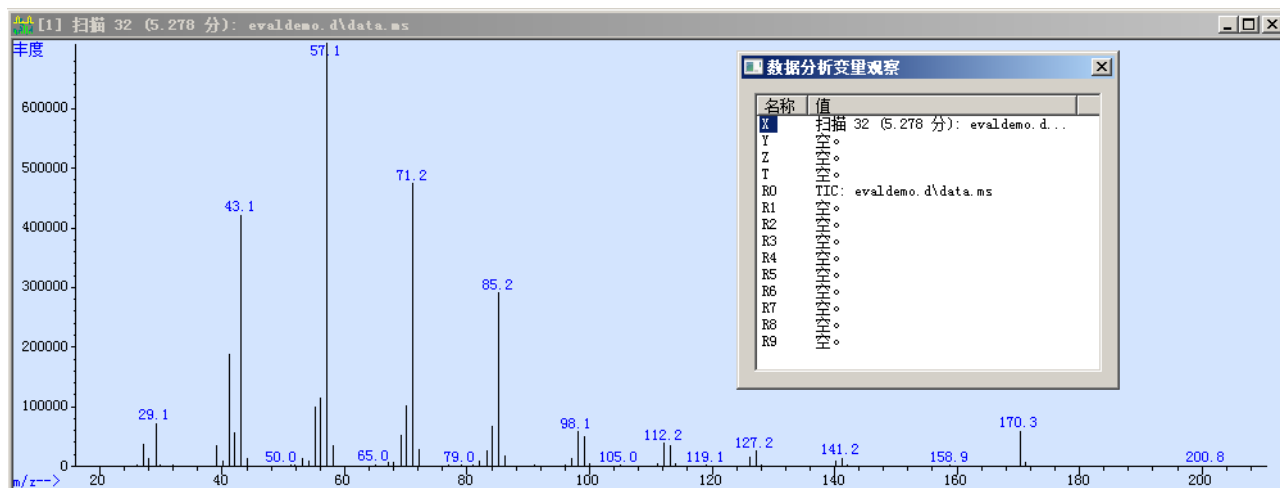 [1] 扫描 32 (5.278 分): evaldemo.d\data.ms
丰度
57.1
600000
500000
400000
300000
200000
100000
0
71.2
43.1
85.2
29.1
50.0
65.0
79.0
98.1
105.0
112.2
119.1
127.2
141.2
158.9
170.3
200.8
m/z-->
20 40 60 80 100 120 140 160 180 200
数据分析变量观察
名称 值
X 扫描 32 (5.278 分): evaldemo.d...
Y 空。
Z 空。
T 空。
R0 TIC: evaldemo.d\data.ms
R1 空。
R2 空。
R3 空。
R4 空。
R5 空。
R6 空。
R7 空。
R8 空。
R9 空。